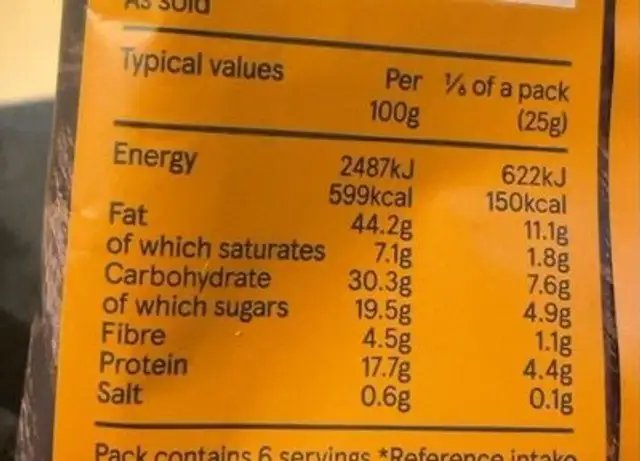 As sold
Typical values Per 100g ⅙ of a pack (25g)
Energy 2487kJ 622kJ
599kcal 150kcal
Fat 44.2g 11.1g
of which saturates 7.1g 1.8g
Carbohydrate 30.3g 7.6g
of which sugars 19.5g 4.9g
Fibre 4.5g 1.1g
Protein 17.7g 4.4g
Salt 0.6g 0.1g
Pack contains 6 servings *Reference intake